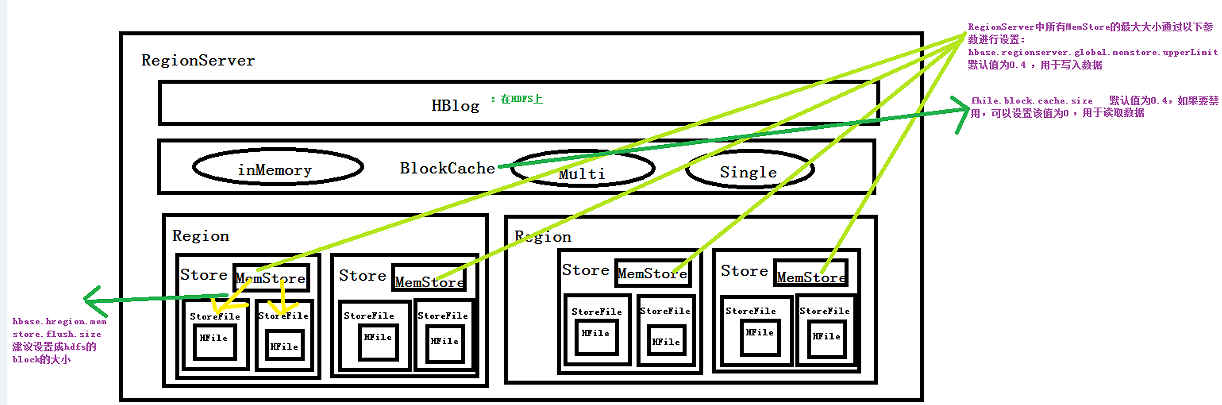 RegionServer中所有MemStore的最大大小通过以下参
数进行设置：
hbase.regionserver.global.memstore.upperLinit
默认值为0.4 ，用于写入数据
RegionServer
HBlog ：在HDFS上
fhile.block.cache.size 默认值为0.4，如果要禁
用，可以设置该值为0 ，用于读取数据
inMemory BlockCache Multi Single
Region Region
Store MemStore Store MemStore Store MemStore Store MemStore
StoreFile StoreFile StoreFile StoreFile StoreFile StoreFile StoreFile StoreFile
HFile HFile HFile HFile HFile HFile HFile HFile
hbase.hregion.mem
store.flush.size
建议设置成hdfs的
block的大小